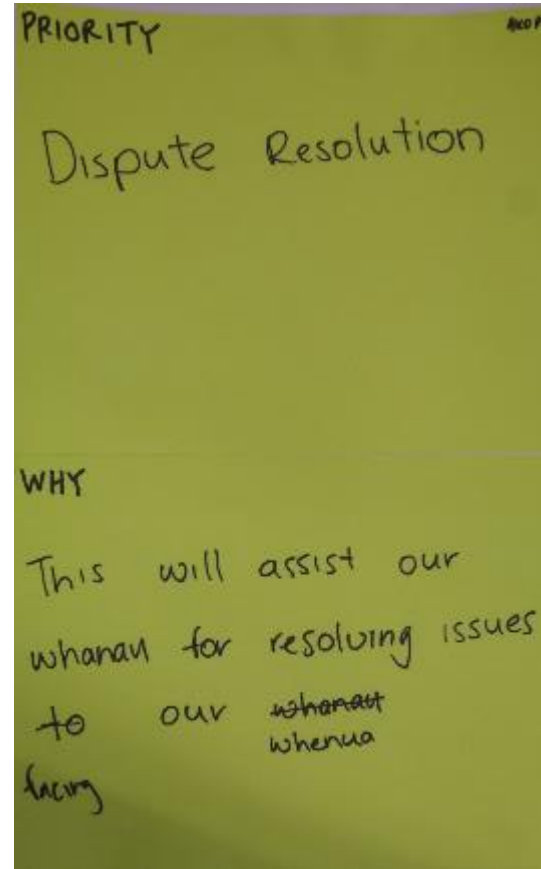 PRIORITY
Dispute Resolution
WHY
This will assist our
whanau for resolving issues
to our whanau
whenua
facing